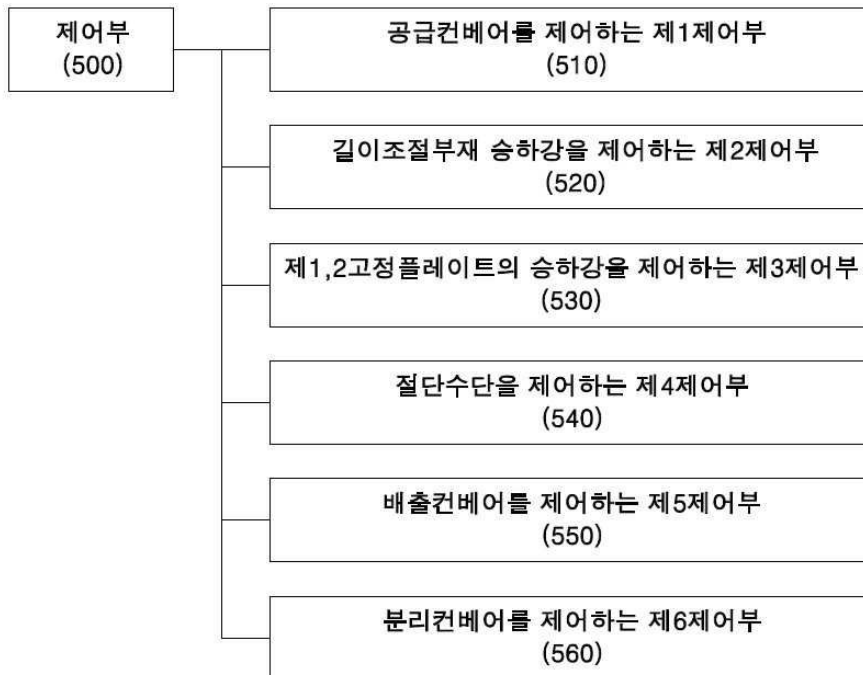 제어부
(500)
공급컨베어를 제어하는 제1제어부
(510)
길이조절부재 승하강을 제어하는 제2제어부
(520)
제1,2고정플레이트의 승하강을 제어하는 제3제어부
(530)
절단수단을 제어하는 제4제어부
(540)
배출컨베어를 제어하는 제5제어부
(550)
분리컨베어를 제어하는 제6제어부
(560)